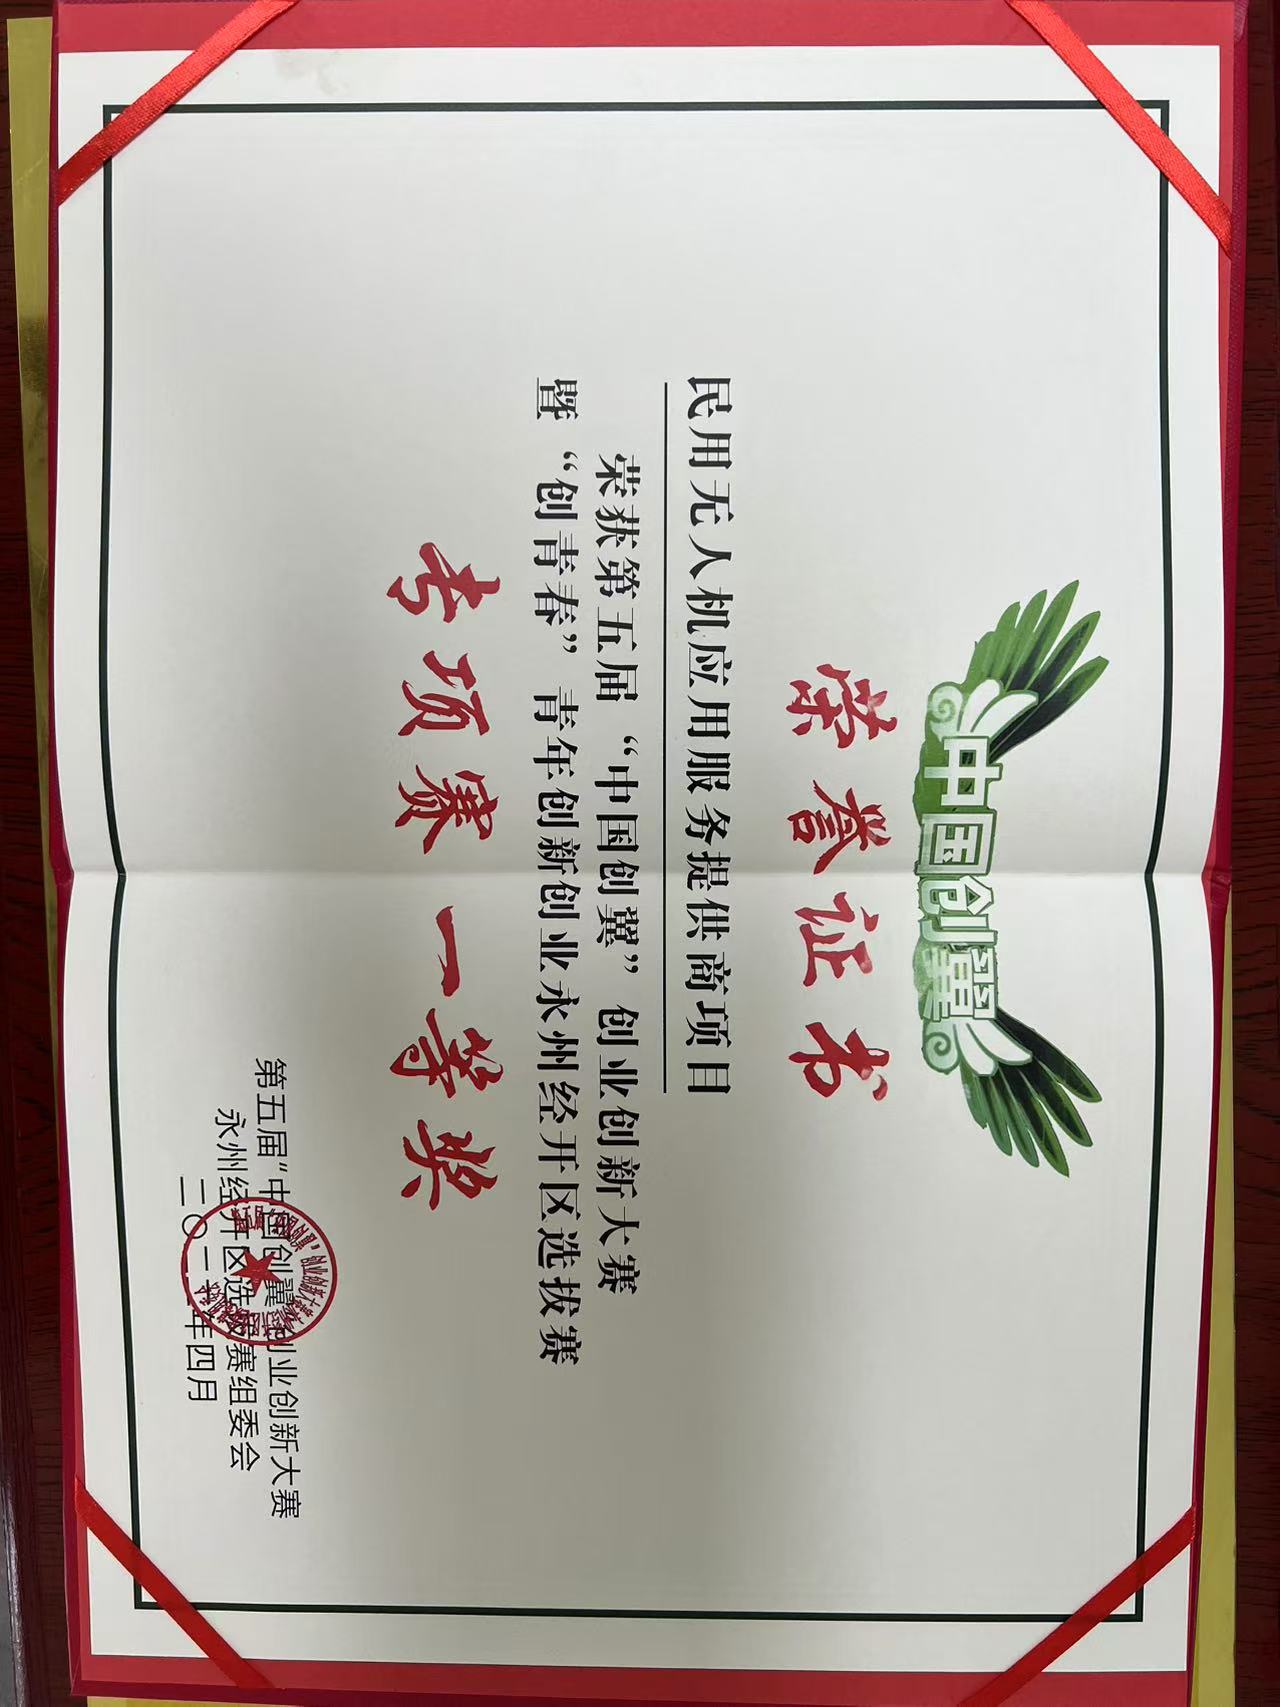 中国创翼
荣誉证书
民用无人机应用服务提供商项目
荣获第五届“中国创翼”创业创新大赛
暨“创青春”青年创新创业永州经开区选拔赛
专项赛一等奖
第五届“中国创翼”创业创新大赛
永州经开区选拔赛组委会
二〇二二年四月